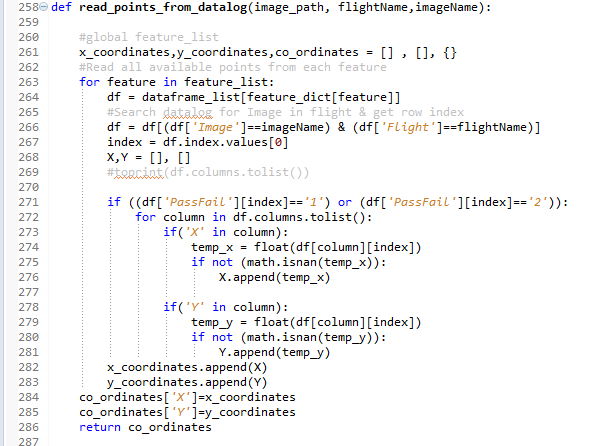 258 def read_points_from_datalog(image_path, flightName,imageName):
259
260     #global feature_list
261     x_coordinates,y_coordinates,co_ordinates = [] , [], {}
262     #Read all available points from each feature
263     for feature in feature_list:
264         df = dataframe_list[feature_dict[feature]]
265         #Search datalog for Image in flight & get row index
266         df = df[(df['Image']==imageName) & (df['Flight']==flightName)]
267         index = df.index.values[0]
268         X,Y = [], []
269         #toprint(df.columns.tolist())
270
271         if ((df['PassFail'][index]=='1') or (df['PassFail'][index]=='2')):
272             for column in df.columns.tolist():
273                 if('X' in column):
274                     temp_x = float(df[column][index])
275                     if not (math.isnan(temp_x)):
276                         X.append(temp_x)
277
278                 if('Y' in column):
279                     temp_y = float(df[column][index])
280                     if not (math.isnan(temp_y)):
281                         Y.append(temp_y)
282         x_coordinates.append(X)
283         y_coordinates.append(Y)
284     co_ordinates['X']=x_coordinates
285     co_ordinates['Y']=y_coordinates
286     return co_ordinates
287